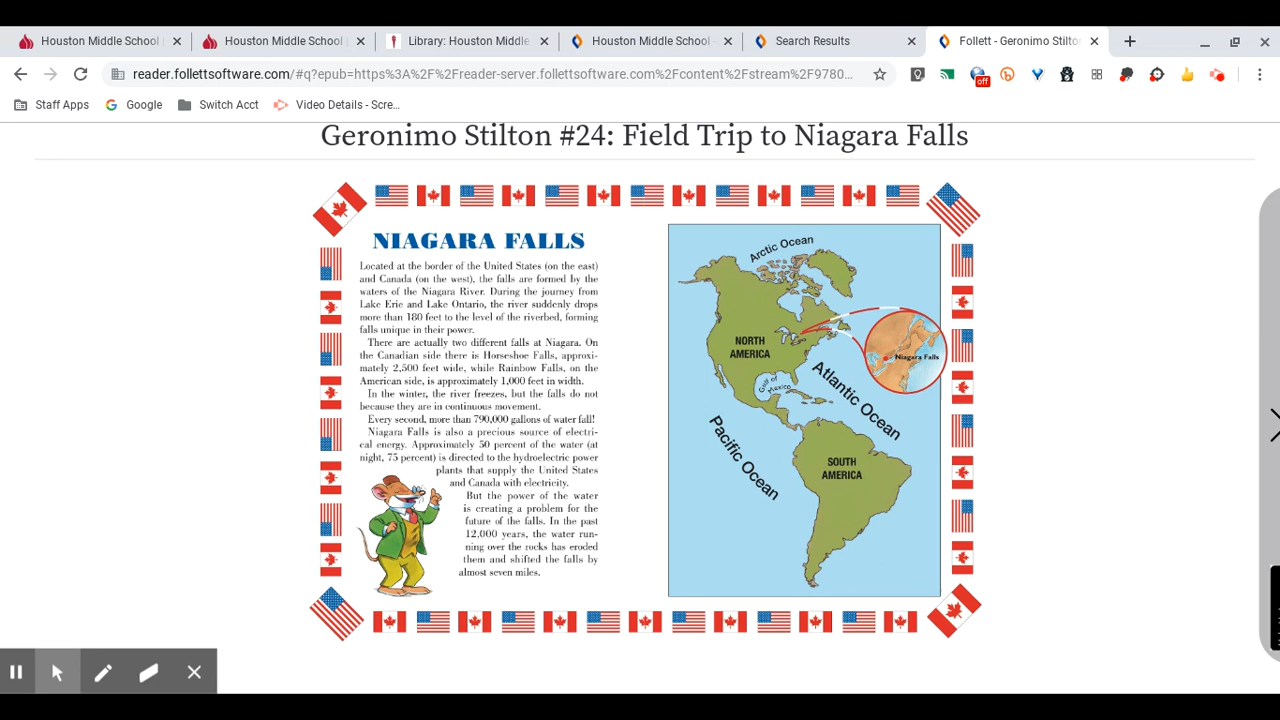 Houston Middle School
Houston Middle School
Library: Houston Middle
Houston Middle School -
Search Results
Follett - Geronimo Stilto
reader.follettsoftware.com/#q?epub=https%3A%2F%2Freader-server.follettsoftware.com%2Fcontent%2Fstream%2F9780...
off
Staff Apps
Google
Switch Acct
Video Details - Scre...
Geronimo Stilton #24: Field Trip to Niagara Falls
NIAGARA FALLS
Located at the border of the United States (on the east)
and Canada (on the west), the falls are formed by the
waters of the Niagara River. During the journey from
Lake Erie and Lake Ontario, the river suddenly drops
more than 180 feet to the level of the riverbed, forming
falls unique in their power.
There are actually two different falls at Niagara. On
the Canadian side there is Horseshoe Falls, approxi-
mately 2,500 feet wide, while Rainbow Falls, on the
American side, is approximately 1,000 feet in width.
In the winter, the river freezes, but the falls do not
because they are in continuous movement.
Every second, more than 790,000 gallons of water fall!
Niagara Falls is also a precious source of electri-
cal energy. Approximately 50 percent of the water (at
night, 75 percent) is directed to the hydroelectric power
plants that supply the United States
and Canada with electricity.
But the power of the water
is creating a problem for the
future of the falls. In the past
12,000 years, the water run-
ning over the rocks has eroded
them and shifted the falls by
almost seven miles.
Arctic Ocean
NORTH
AMERICA
Niagara Falls
Gulf of
Mexico
Atlantic Ocean
Pacific Ocean
SOUTH
AMERICA